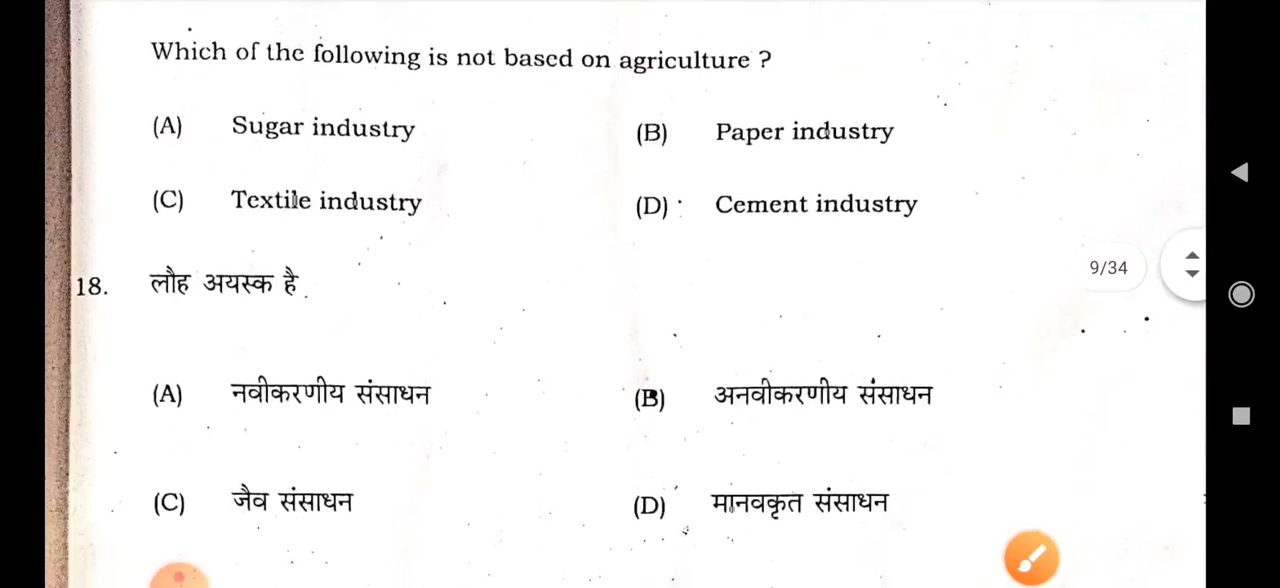 Which of the following is not based on agriculture ?
(A) Sugar industry (B) Paper industry
(C) Textile industry (D) Cement industry
9/34
18. लौह अयस्क है
(A) नवीकरणीय संसाधन (B) अनवीकरणीय संसाधन
(C) जैव संसाधन (D) मानवकृत संसाधन